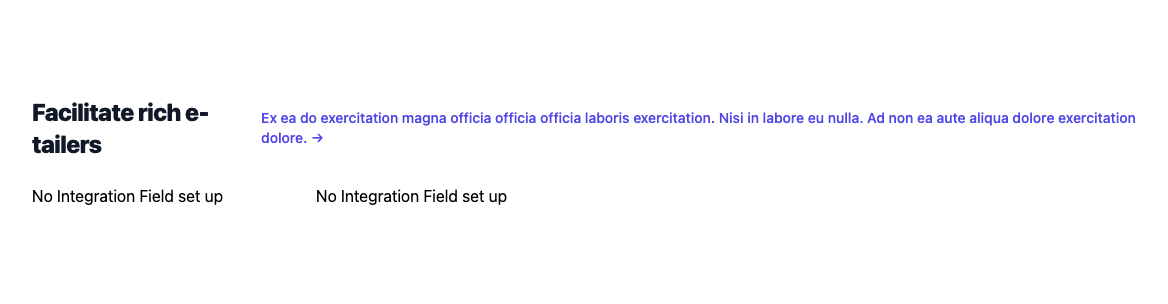 Facilitate rich e-
tailers
Ex ea do exercitation magna officia officia officia laboris exercitation. Nisi in labore eu nulla. Ad non ea aute aliqua dolore exercitation
dolore. →
No Integration Field set up
No Integration Field set up